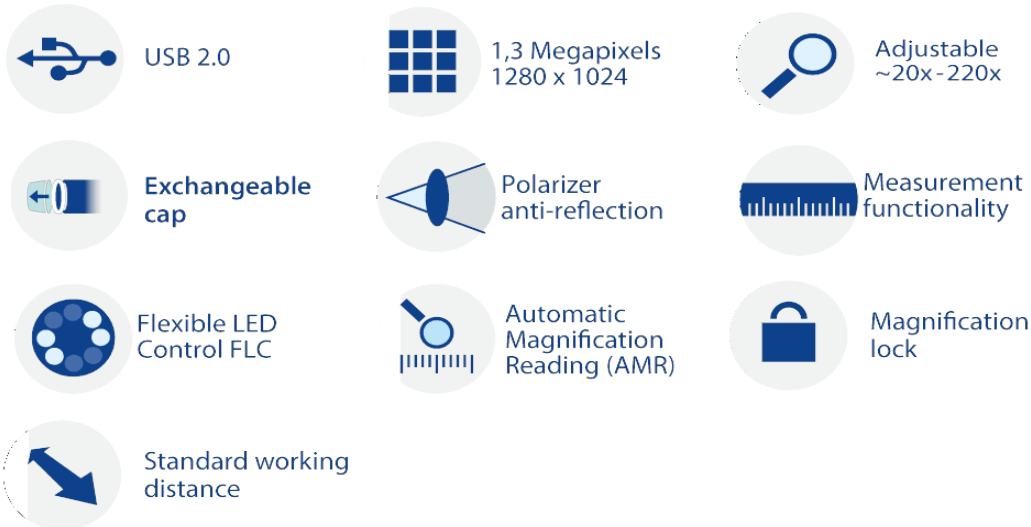 USB 2.0
1,3 Megapixels
1280 x 1024
Adjustable
~20x-220x
Exchangeable
cap
Polarizer
anti-reflection
Measurement
functionality
Flexible LED
Control FLC
Automatic
Magnification
Reading (AMR)
Magnification
lock
Standard working
distance